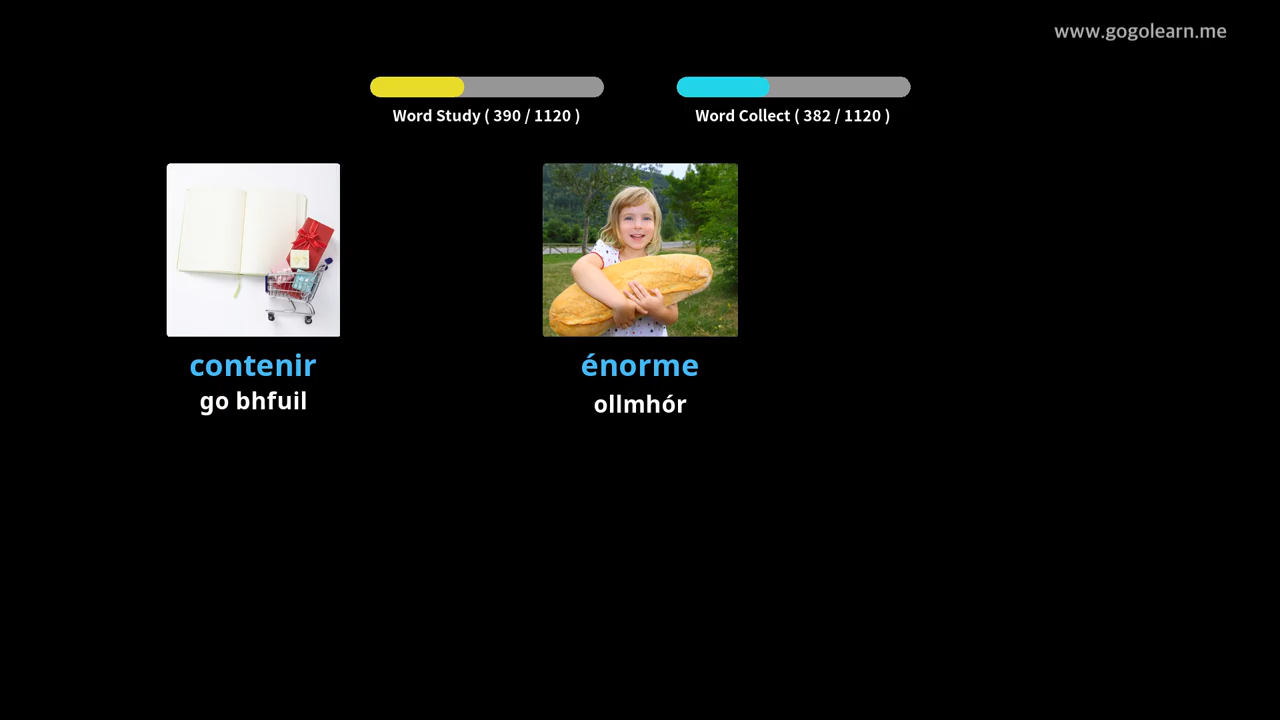 www.gogolearn.me
Word Study ( 390 / 1120 )
Word Collect ( 382 / 1120 )
contenir
go bhfuil
énorme
ollmhór